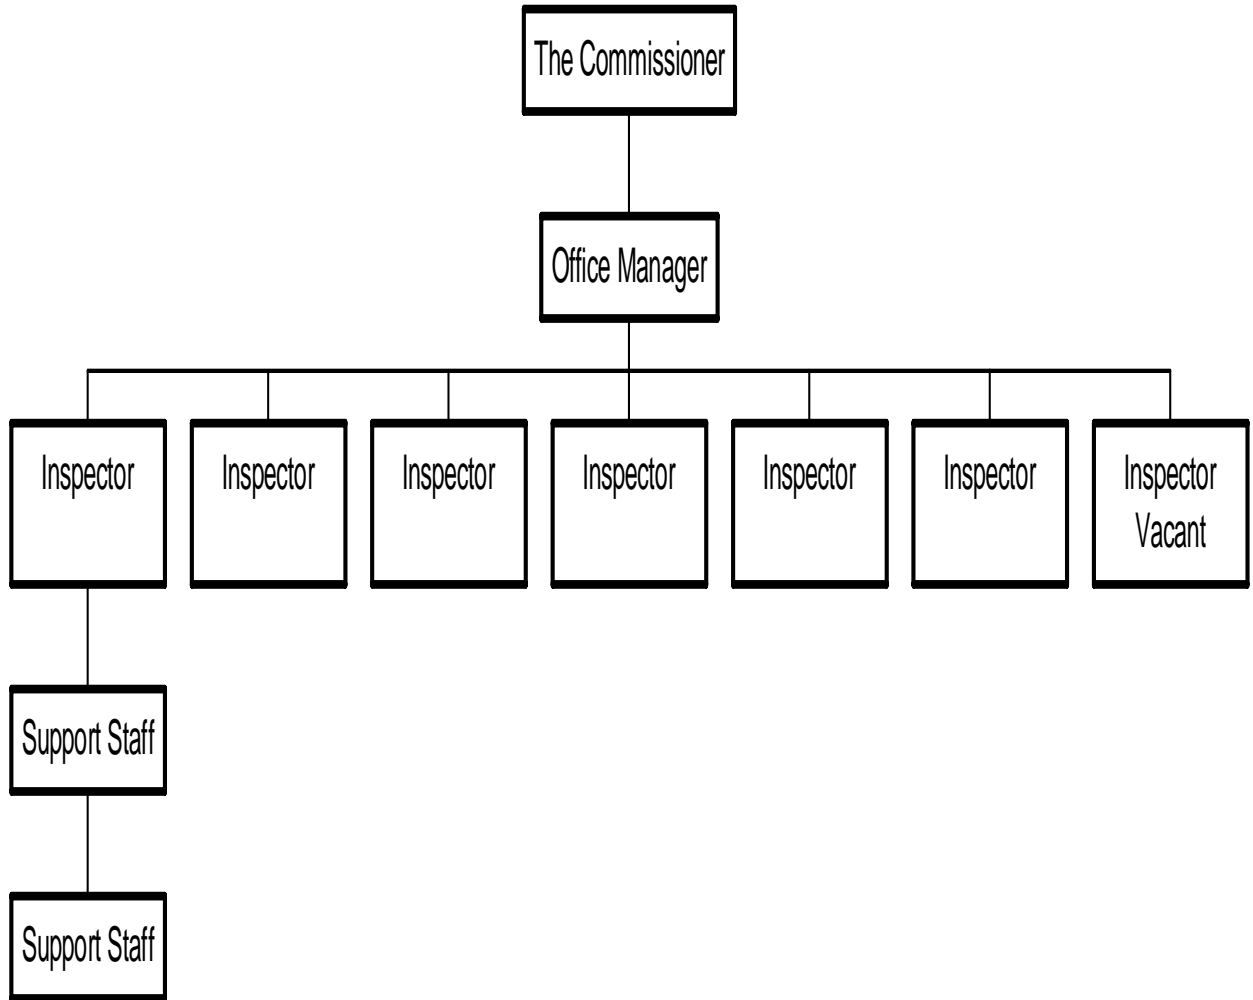 The Commissioner
Office Manager
Inspector
Inspector
Inspector
Inspector
Inspector
Inspector
Inspector
Vacant
Support Staff
Support Staff